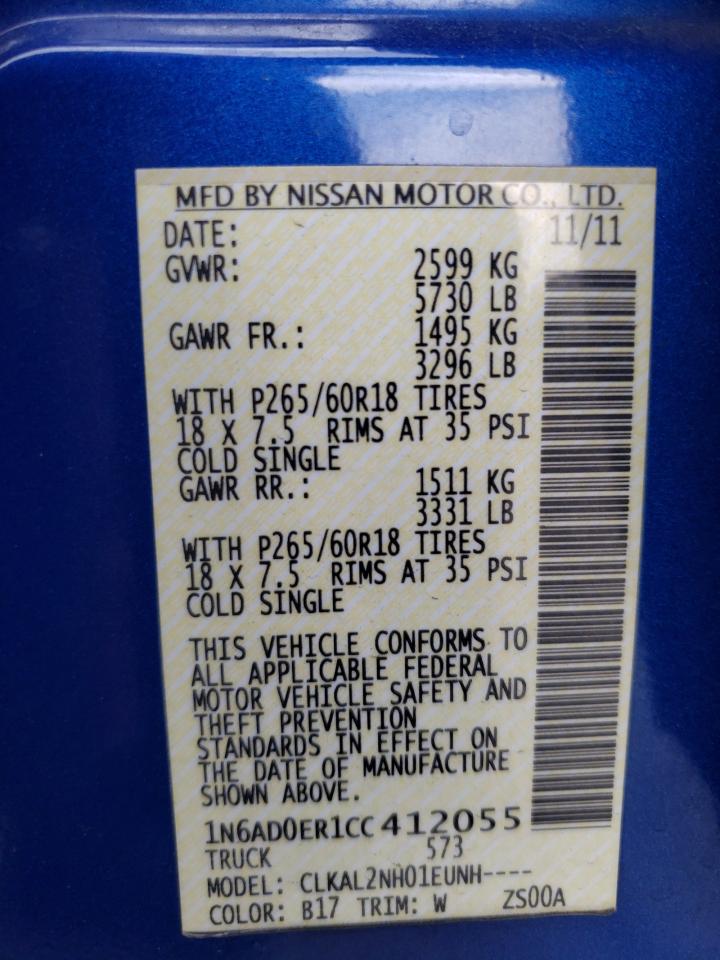 MFD BY NISSAN MOTOR CO., LTD.
DATE: 11/11
GVWR: 2599 KG
5730 LB
GAWR FR.: 1495 KG
3296 LB
WITH P265/60R18 TIRES
18 X 7.5 RIMS AT 35 PSI
COLD SINGLE
GAWR RR.: 1511 KG
3331 LB
WITH P265/60R18 TIRES
18 X 7.5 RIMS AT 35 PSI
COLD SINGLE
THIS VEHICLE CONFORMS TO
ALL APPLICABLE FEDERAL
MOTOR VEHICLE SAFETY AND
THEFT PREVENTION
STANDARDS IN EFFECT ON
THE DATE OF MANUFACTURE
SHOWN ABOVE.
1N6AD0ER1CC412055
TRUCK 573
MODEL: CLKAL2NH01EUNH----
COLOR: B17 TRIM: W ZS00A